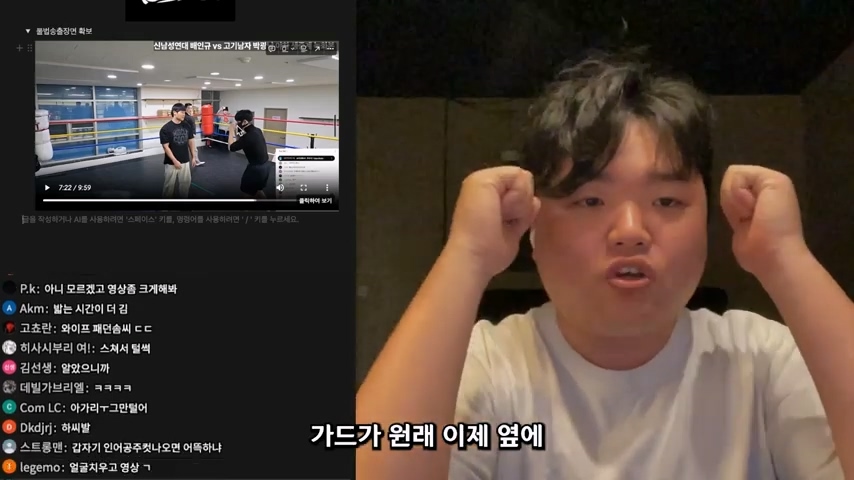 ▼ 불법송출장면 확보
신남성연대 배인규 vs 고기남자 박광
7:22 / 9:59
클릭하여 보기
글을 작성하거나 AI를 사용하려면 '스페이스' 키를, 명령어를 사용하려면 ' / ' 키를 누르세요.
P.k: 아니 모르겠고 영상좀 크게해봐
Akm: 밟는 시간이 더 김
고쵸란: 와이프 패던솜씨 ㄷㄷ
히사시부리 여!: 스쳐서 털썩
김선생: 알았으니까
데빌가브리엘: ㅋㅋㅋㅋ
Com LC: 아가리ㅜ그만털어
Dkdjrj: 하씨발
스트롱맨: 갑자기 인어공주컷나오면 어뜩하냐
legemo: 얼굴치우고 영상 ㄱ
가드가 원래 이제 옆에